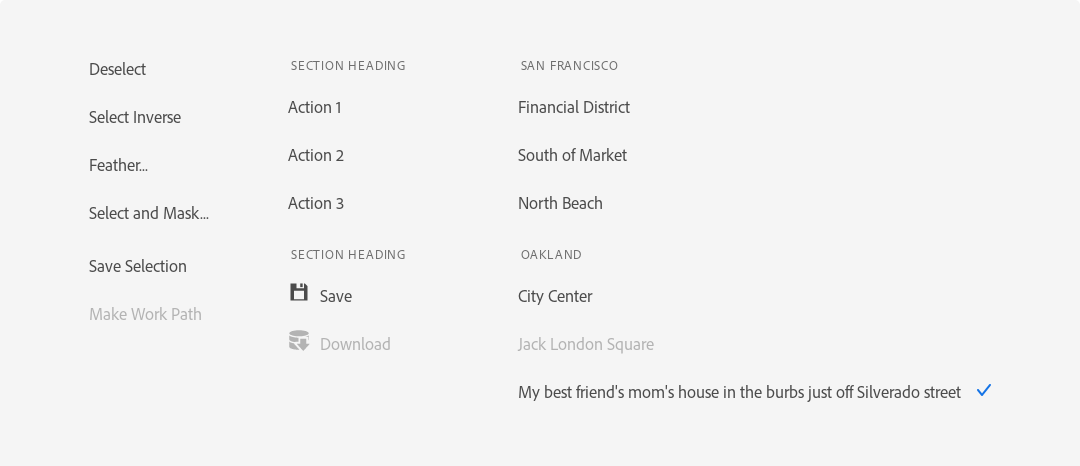 Deselect
Select Inverse
Feather...
Select and Mask...
Save Selection
Make Work Path
SECTION HEADING
Action 1
Action 2
Action 3
SECTION HEADING
Save
Download
SAN FRANCISCO
Financial District
South of Market
North Beach
OAKLAND
City Center
Jack London Square
My best friend's mom's house in the burbs just off Silverado street